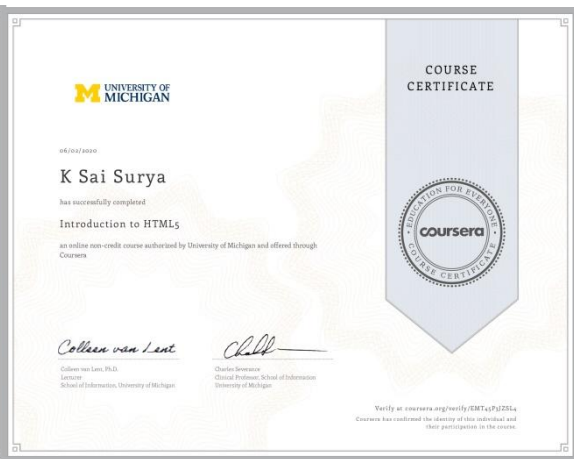 UNIVERSITY OF
MICHIGAN
COURSE
CERTIFICATE
06/02/2020
K Sai Surya
has successfully completed
Introduction to HTML5
an online non-credit course authorized by University of Michigan and offered through
Coursera
EDUCATION FOR EVERYONE
coursera
COURSE CERTIFICATE
Colleen van Lent
Colleen van Lent, Ph.D.
Lecturer
School of Information, University of Michigan
Charles Severance
Clinical Professor, School of Information
University of Michigan
Verify at coursera.org/verify/EMT45P3JZSL4
Coursera has confirmed the identity of this individual and
their participation in the course.